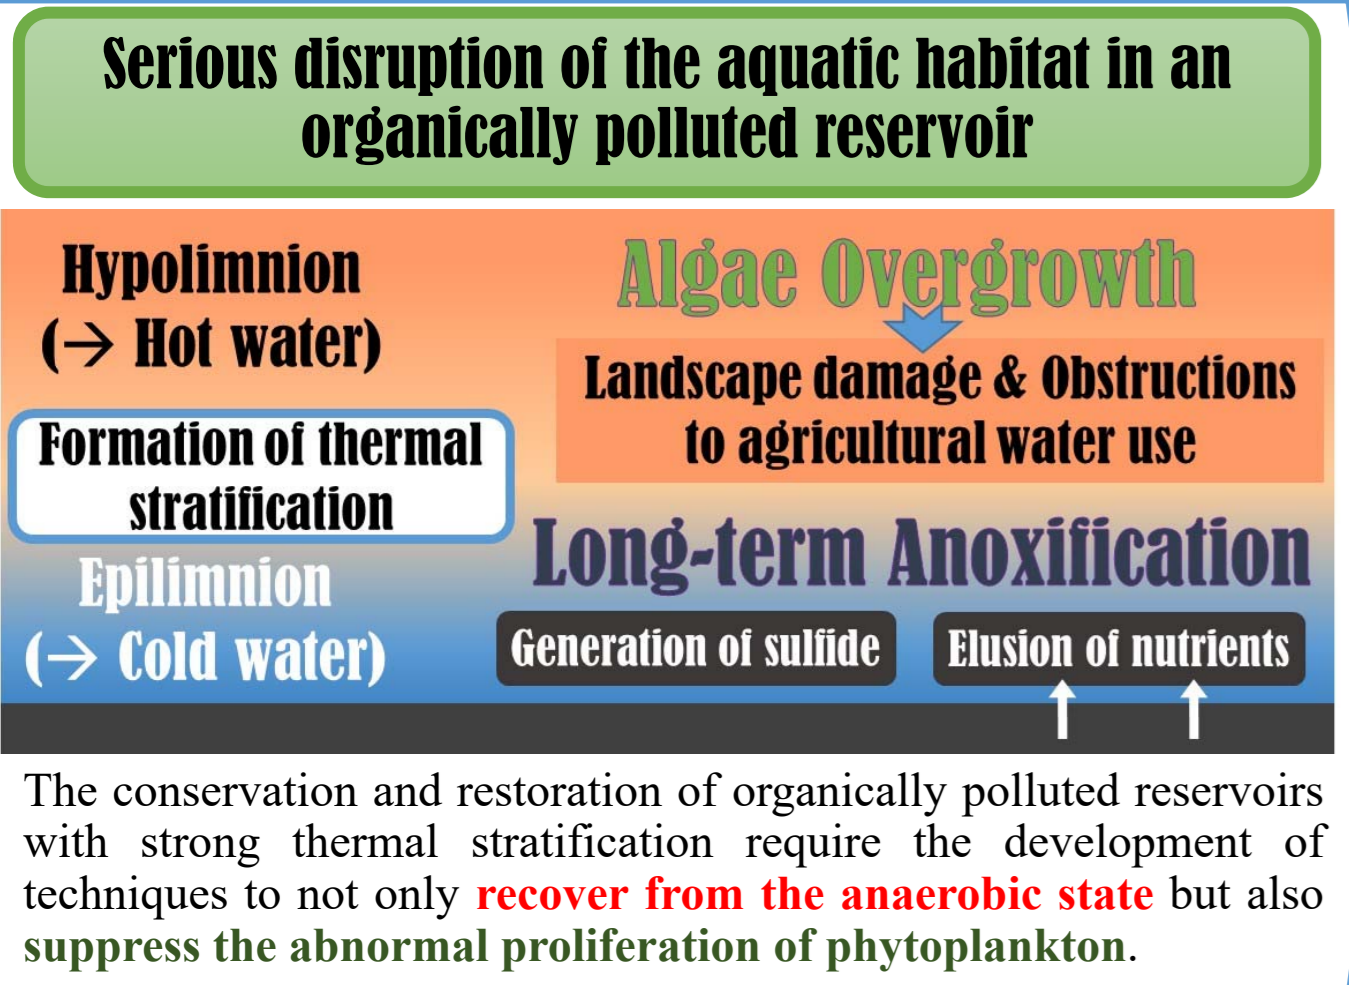 Serious disruption of the aquatic habitat in an
organically polluted reservoir
Hypolimnion
(→ Hot water)
Formation of thermal
stratification
Epilimnion
(→ Cold water)
Algae Overgrowth
Landscape damage & Obstructions
to agricultural water use
Long-term Anoxification
Generation of sulfide
Elusion of nutrients
The conservation and restoration of organically polluted reservoirs
with strong thermal stratification require the development of
techniques to not only recover from the anaerobic state but also
suppress the abnormal proliferation of phytoplankton.